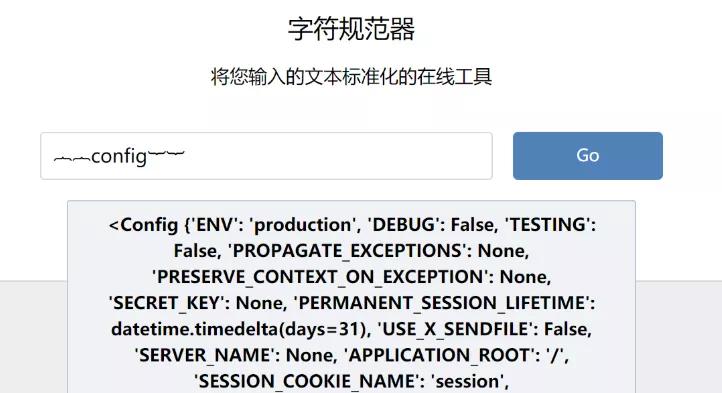 字符规范器
将您输入的文本标准化的在线工具
︷︷config︸︸ Go
<Config {'ENV': 'production', 'DEBUG': False, 'TESTING':
False, 'PROPAGATE_EXCEPTIONS': None,
'PRESERVE_CONTEXT_ON_EXCEPTION': None,
'SECRET_KEY': None, 'PERMANENT_SESSION_LIFETIME':
datetime.timedelta(days=31), 'USE_X_SENDFILE': False,
'SERVER_NAME': None, 'APPLICATION_ROOT': '/',
'SESSION_COOKIE_NAME': 'session',